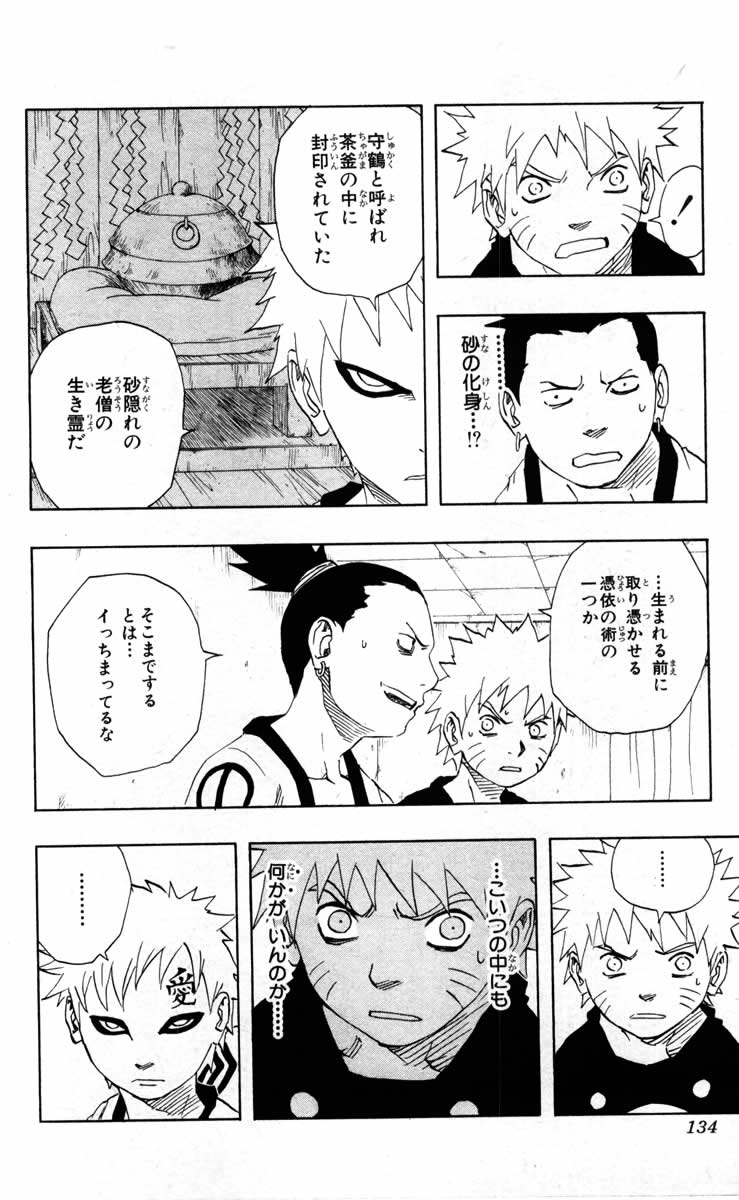 ！
………
砂の化身…!?
守鶴と呼ばれ
茶釜の中に
封印されていた
砂隠れの
老僧の
生き霊だ
…生まれる前に
取り憑かせる
憑依の術の
一つか
そこまでする
とは…
イっちまってるな
………
…こいつの中にも
何かがいんのか……
………
愛
134